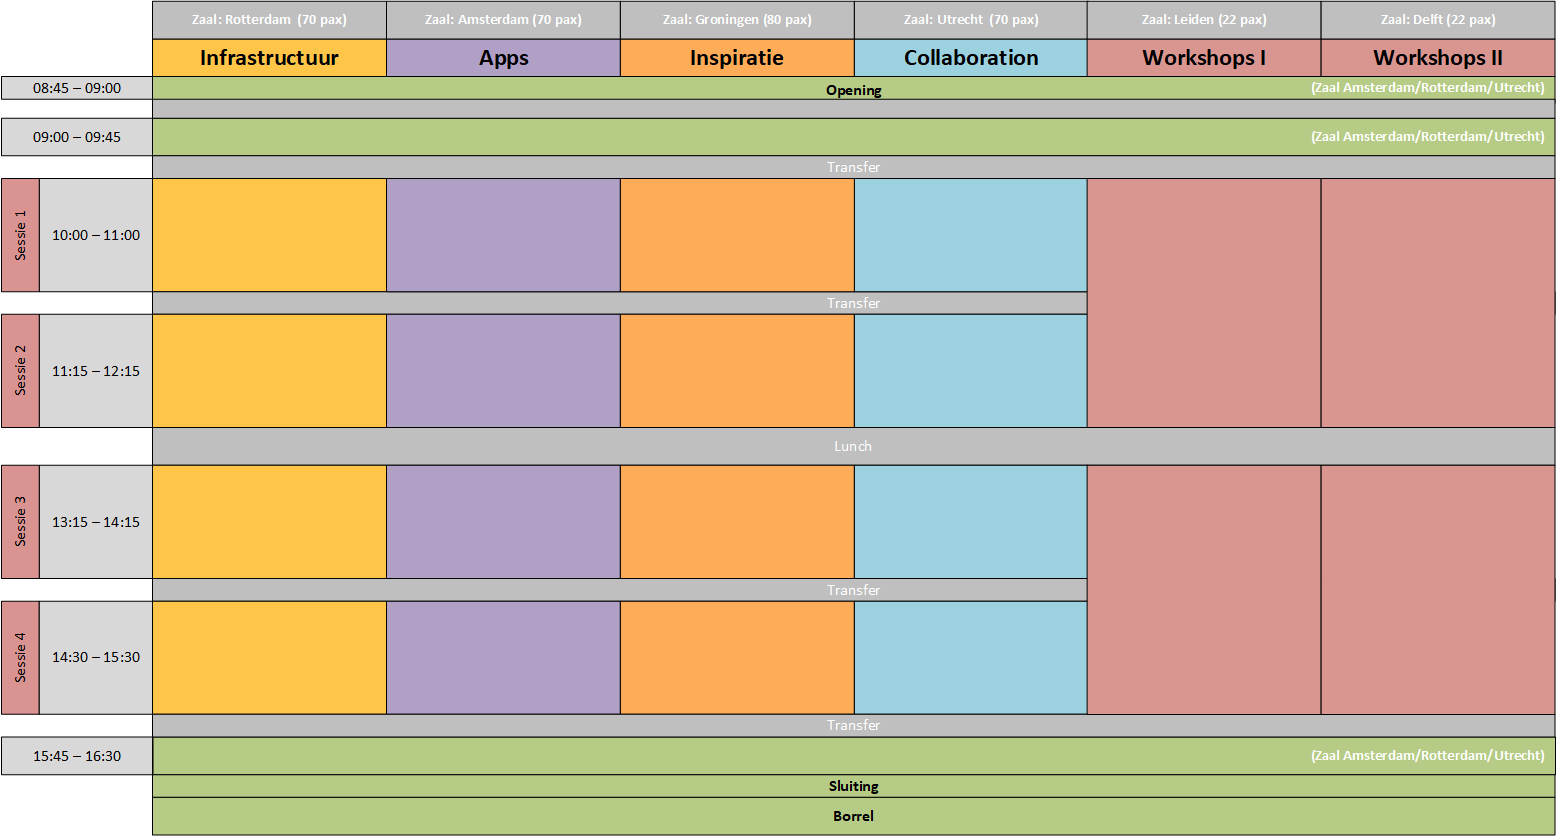 Zaal: Rotterdam (70 pax)
Zaal: Amsterdam (70 pax)
Zaal: Groningen (80 pax)
Zaal: Utrecht (70 pax)
Zaal: Leiden (22 pax)
Zaal: Delft (22 pax)
Infrastructuur
Apps
Inspiratie
Collaboration
Workshops I
Workshops II
08:45 – 09:00
Opening
(Zaal Amsterdam/Rotterdam/Utrecht)
09:00 – 09:45
(Zaal Amsterdam/Rotterdam/Utrecht)
Transfer
Sessie 1
10:00 – 11:00
Transfer
Sessie 2
11:15 – 12:15
Lunch
Sessie 3
13:15 – 14:15
Transfer
Sessie 4
14:30 – 15:30
Transfer
15:45 – 16:30
(Zaal Amsterdam/Rotterdam/Utrecht)
Sluiting
Borrel